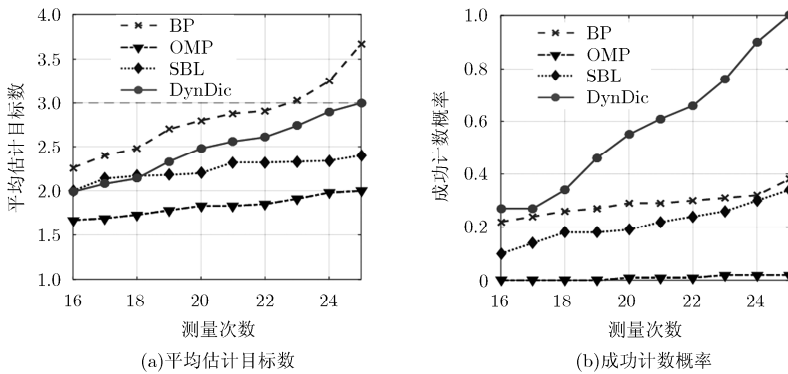 4.0
3.5
3.0
2.5
2.0
1.5
1.0
平均估计目标数
BP
OMP
SBL
DynDic
16 18 20 22 24
测量次数
(a)平均估计目标数
1.0
0.8
0.6
0.4
0.2
0
成功计数概率
BP
OMP
SBL
DynDic
16 18 20 22 24
测量次数
(b)成功计数概率